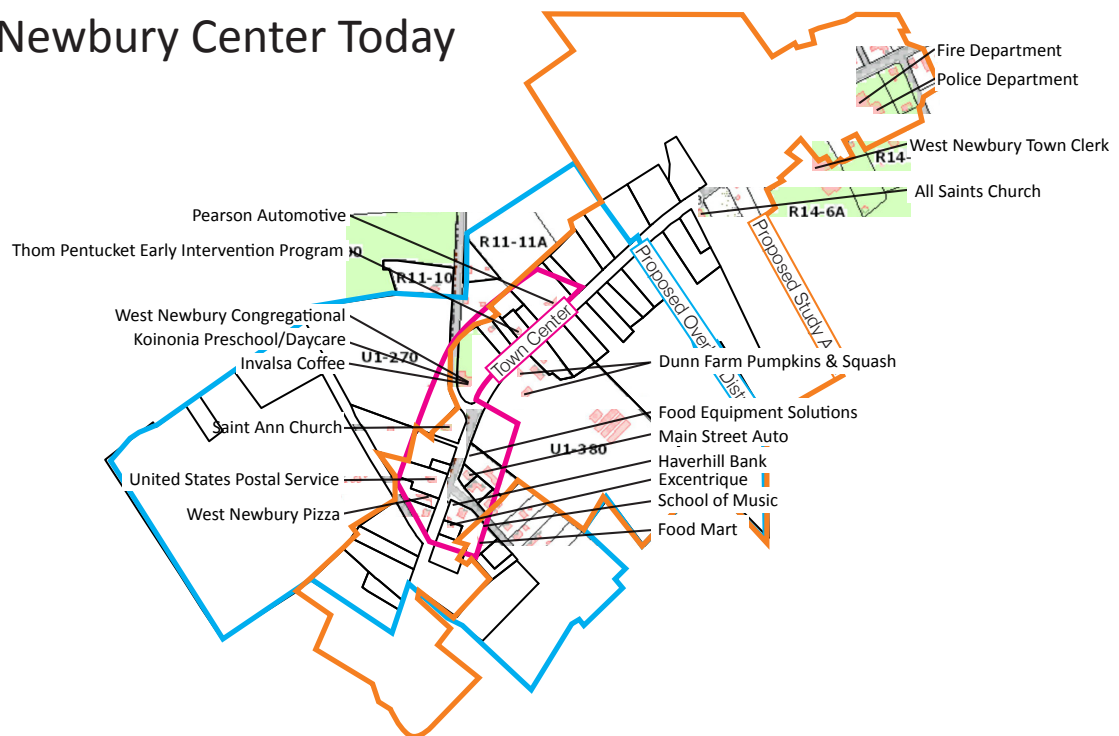 Newbury Center Today
Fire Department
Police Department
West Newbury Town Clerk
R14-
All Saints Church
R14-6A
Pearson Automotive
Thom Pentucket Early Intervention Program
R11-11A
R11-10
Proposed Over
Distr
Proposed Study A
Town Center
West Newbury Congregational
Koinonia Preschool/Daycare
Invalsa Coffee
U1-270
Dunn Farm Pumpkins & Squash
Saint Ann Church
Food Equipment Solutions
Main Street Auto
U1-380
Haverhill Bank
United States Postal Service
Excentrique
School of Music
West Newbury Pizza
Food Mart